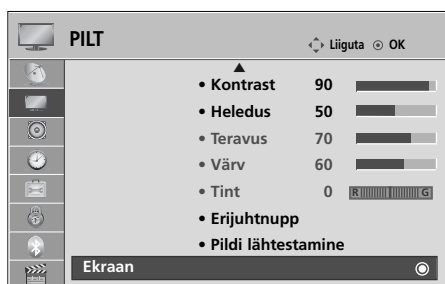 PILT Liiguta OK
• Kontrast 90
• Heledus 50
• Teravus 70
• Värv 60
• Tint 0 R G
• Erijuhtnupp
• Pildi lähtestamine
Ekraan